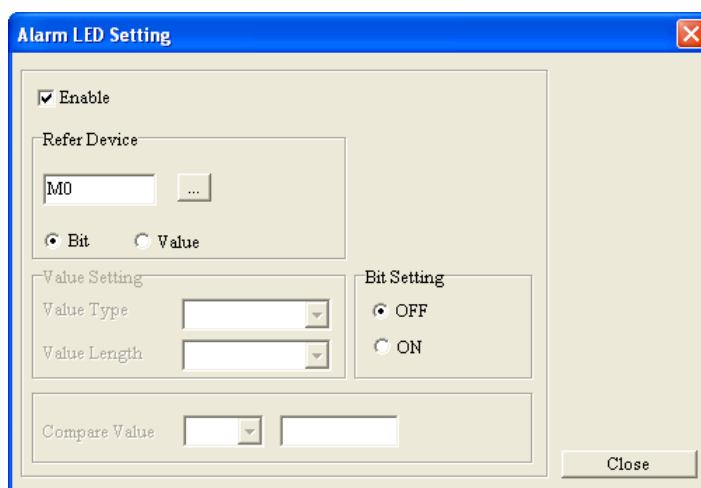 Alarm LED Setting
Enable
Refer Device
M0
...
Bit Value
Value Setting
Value Type
Value Length
Bit Setting
OFF
ON
Compare Value
Close